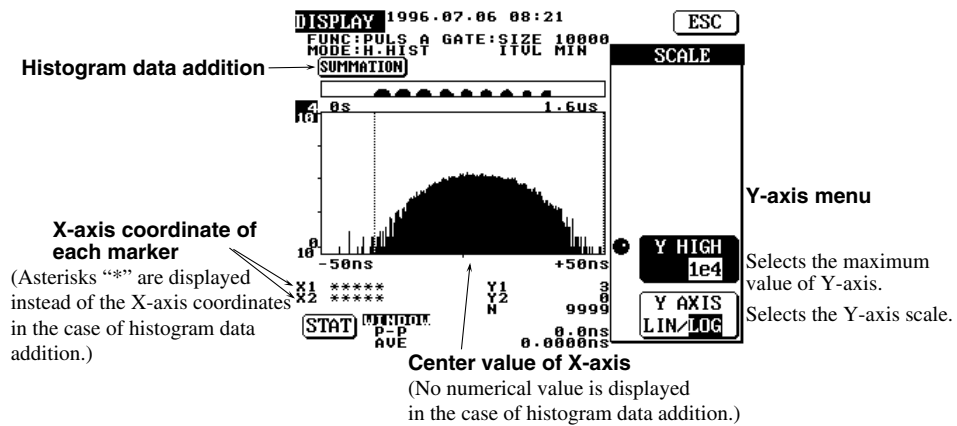 DISPLAY 1996.07.06 08:21
ESC
FUNC:PULS A GATE:SIZE 10000
MODE:H.HIST ITVL MIN
SCALE
Histogram data addition
SUMMATION
0s 1.6us
10 4
Y-axis menu
X-axis coordinate of
each marker
(Asterisks “*” are displayed
instead of the X-axis coordinates
in the case of histogram data
addition.)
10 0
-50ns +50ns
Y HIGH
1e4
Selects the maximum
value of Y-axis.
X1 ***** Y1 3
X2 ***** Y2 0
N 9999
Y AXIS
LIN/LOG
Selects the Y-axis scale.
STAT WINDOW
P-P 0.0ns
AVE 0.0000ns
Center value of X-axis
(No numerical value is displayed
in the case of histogram data addition.)